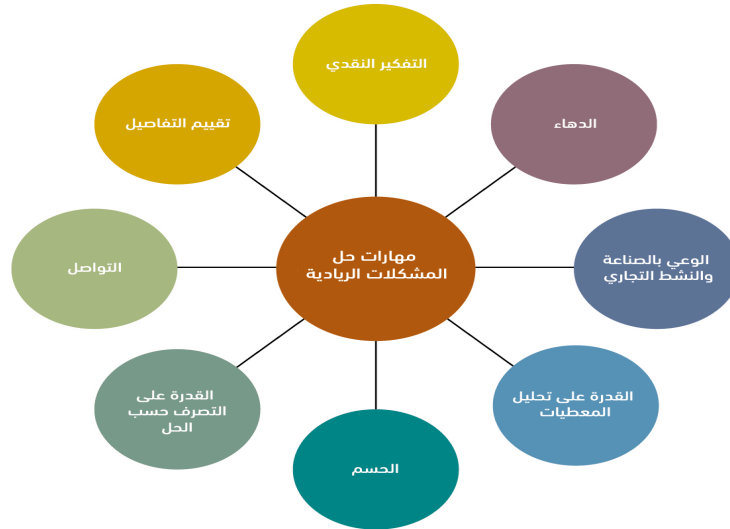 مهارات حل
المشكلات الريادية
التفكير النقدي
الدهاء
الوعي بالصناعة
والنشط التجاري
القدرة على تحليل
المعطيات
الحسم
القدرة على
التصرف حسب
الحل
التواصل
تقييم التفاصيل